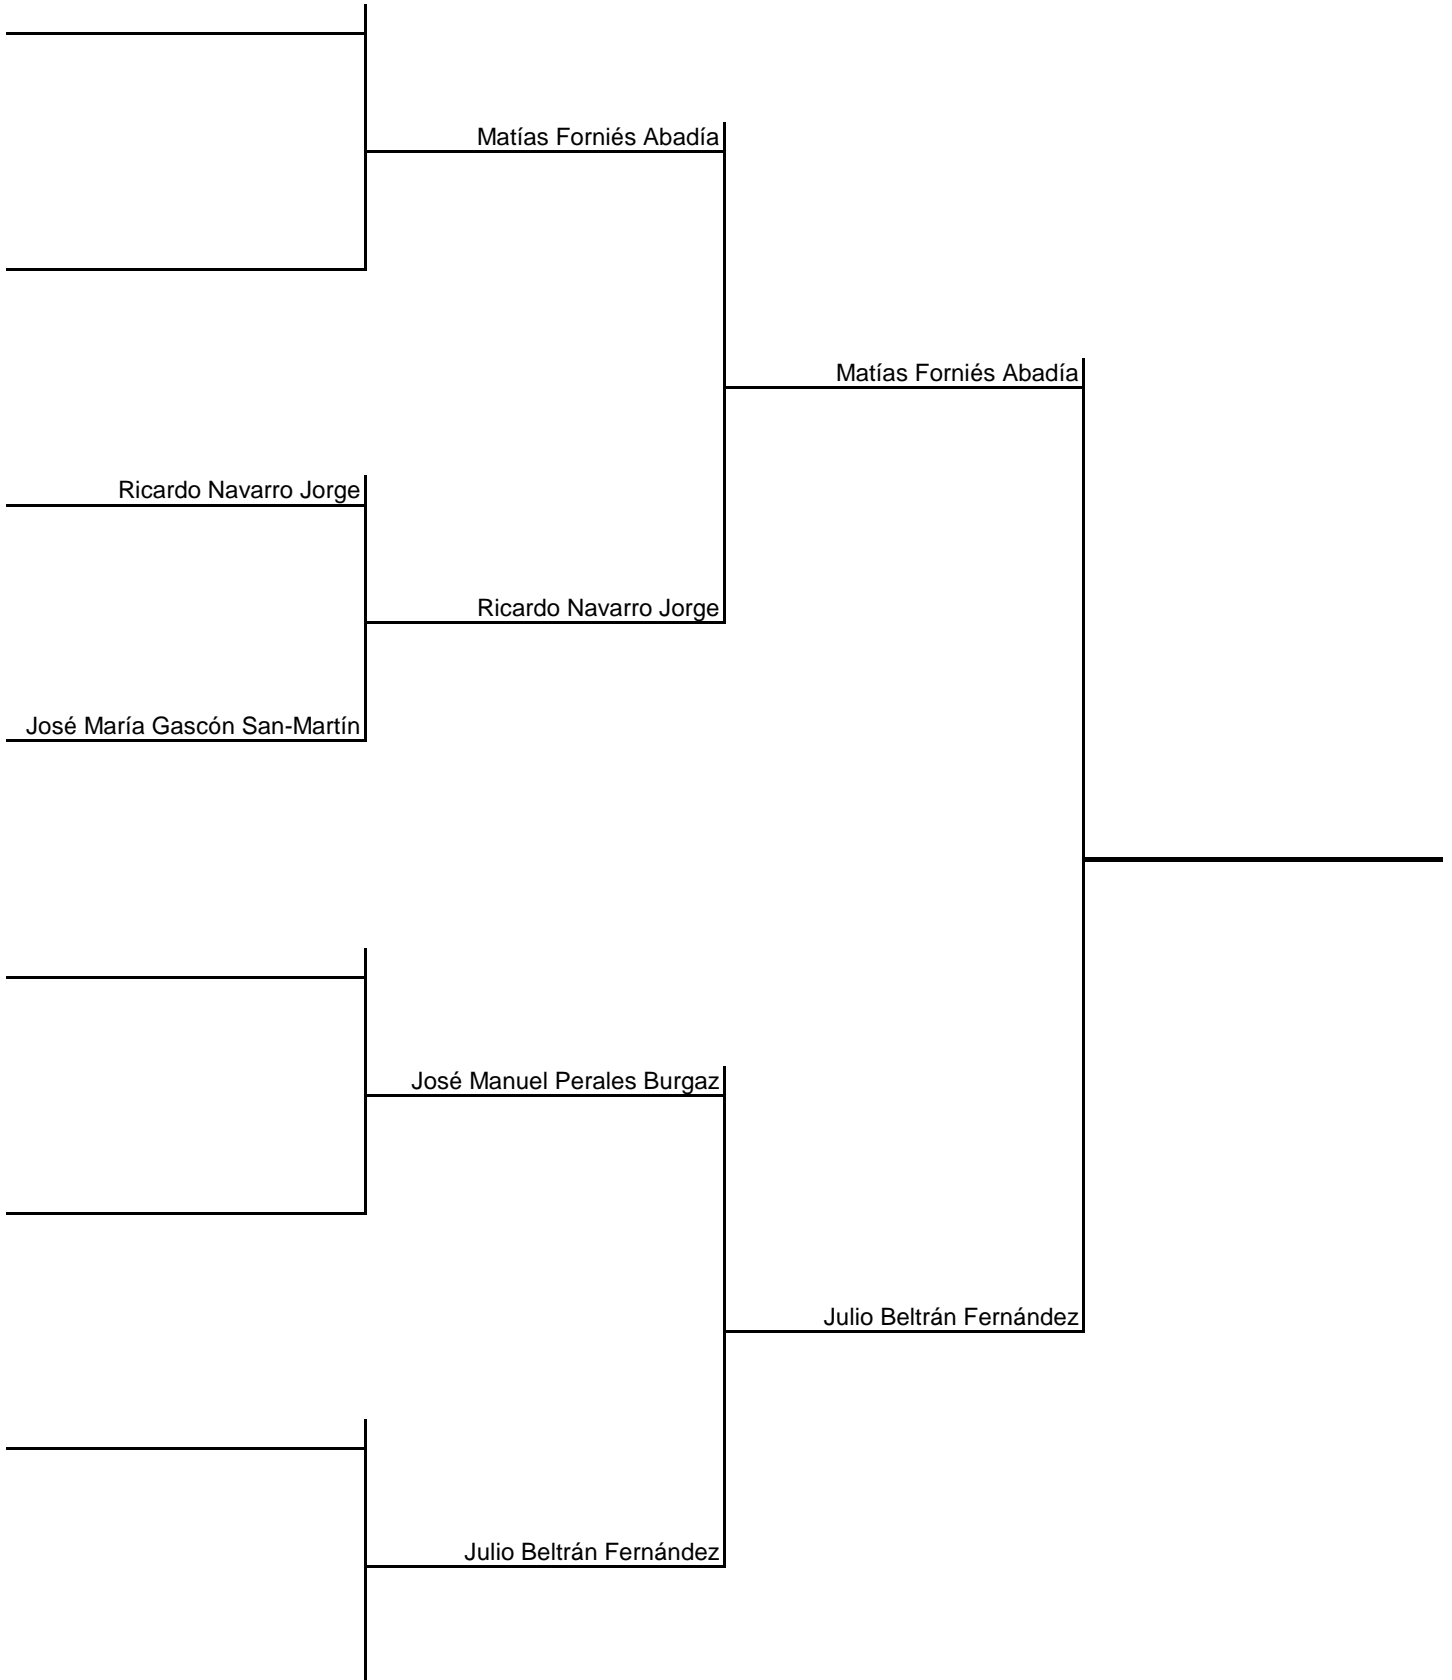 Matías Forniés Abadía
Matías Forniés Abadía
Ricardo Navarro Jorge
Ricardo Navarro Jorge
José María Gascón San-Martín
José Manuel Perales Burgaz
Julio Beltrán Fernández
Julio Beltrán Fernández